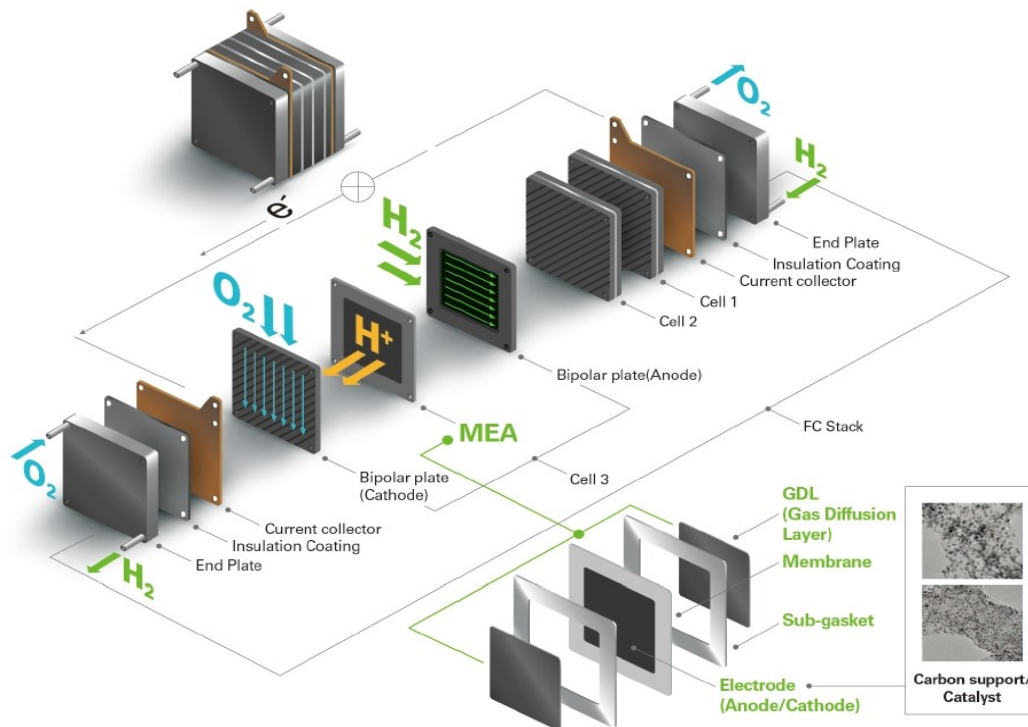 O2
H2
e-
H2
End Plate
Insulation Coating
Current collector
Cell 1
Cell 2
O2
H+
Bipolar plate(Anode)
FC Stack
MEA
Cell 3
Bipolar plate
(Cathode)
O2
Current collector
Insulation Coating
End Plate
H2
GDL
(Gas Diffusion
Layer)
Membrane
Sub-gasket
Electrode
(Anode/Cathode)
Carbon support/
Catalyst